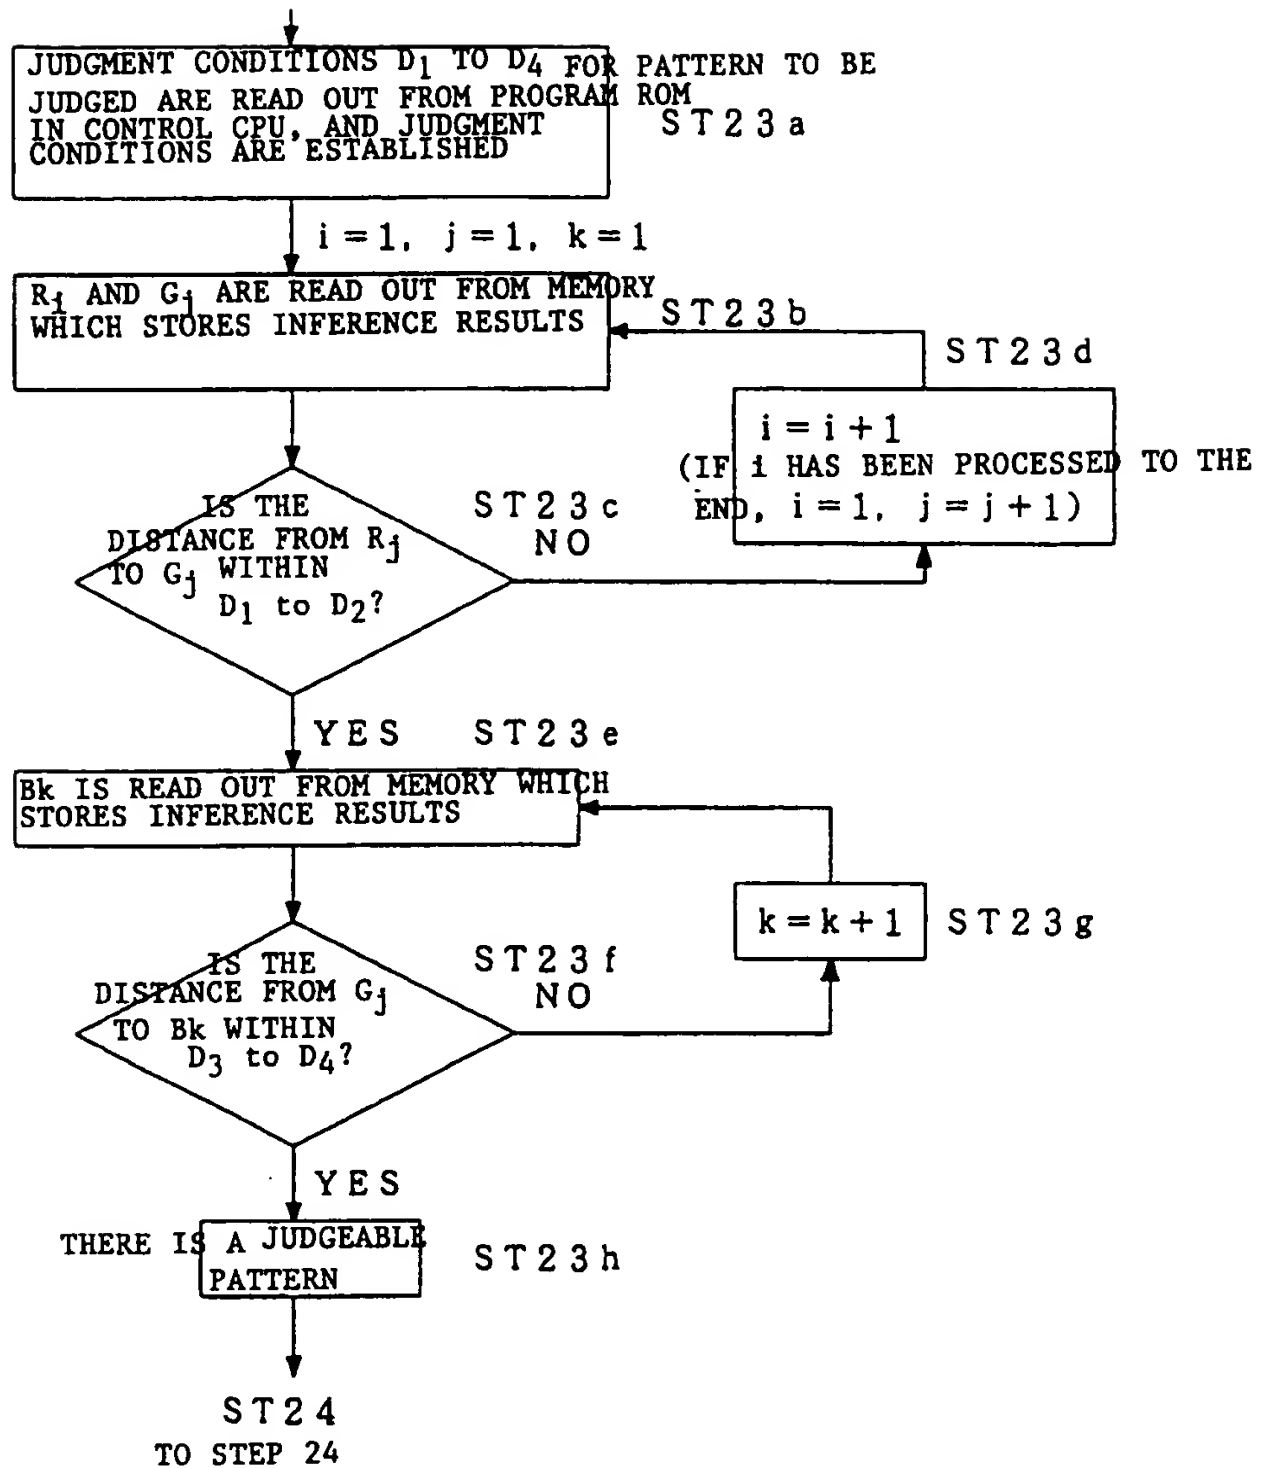 JUDGMENT CONDITIONS D1 TO D4 FOR PATTERN TO BE
JUDGED ARE READ OUT FROM PROGRAM ROM
IN CONTROL CPU, AND JUDGMENT
CONDITIONS ARE ESTABLISHED
ST23a
i=1, j=1, k=1
Ri AND Gj ARE READ OUT FROM MEMORY
WHICH STORES INFERENCE RESULTS
ST23b
ST23d
i=i+1
(IF i HAS BEEN PROCESSED TO THE
END, i=1, j=j+1)
IS THE
DISTANCE FROM Rj
TO Gj WITHIN
D1 to D2?
ST23c
NO
YES
ST23e
Bk IS READ OUT FROM MEMORY WHICH
STORES INFERENCE RESULTS
k=k+1
ST23g
IS THE
DISTANCE FROM Gj
TO Bk WITHIN
D3 to D4?
ST23f
NO
YES
THERE IS A JUDGEABLE
PATTERN
ST23h
ST24
TO STEP 24